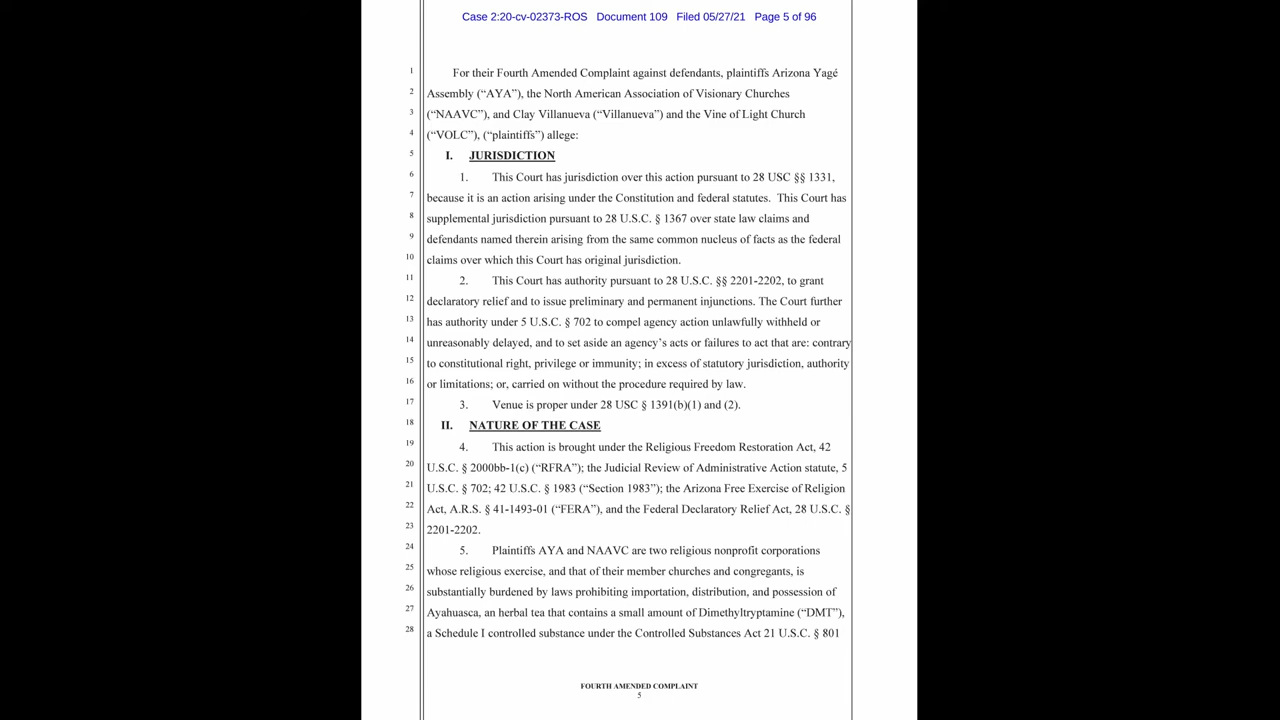 Case 2:20-cv-02373-ROS Document 109 Filed 05/27/21 Page 5 of 96
1 For their Fourth Amended Complaint against defendants, plaintiffs Arizona Yagé
2 Assembly (“AYA”), the North American Association of Visionary Churches
3 (“NAAVC”), and Clay Villanueva (“Villanueva”) and the Vine of Light Church
4 (“VOLC”), (“plaintiffs”) allege:
5 I. JURISDICTION
6 1. This Court has jurisdiction over this action pursuant to 28 USC §§ 1331,
7 because it is an action arising under the Constitution and federal statutes. This Court has
8 supplemental jurisdiction pursuant to 28 U.S.C. § 1367 over state law claims and
9 defendants named therein arising from the same common nucleus of facts as the federal
10 claims over which this Court has original jurisdiction.
11 2. This Court has authority pursuant to 28 U.S.C. §§ 2201-2202, to grant
12 declaratory relief and to issue preliminary and permanent injunctions. The Court further
13 has authority under 5 U.S.C. § 702 to compel agency action unlawfully withheld or
14 unreasonably delayed, and to set aside an agency’s acts or failures to act that are: contrary
15 to constitutional right, privilege or immunity; in excess of statutory jurisdiction, authority
16 or limitations; or, carried on without the procedure required by law.
17 3. Venue is proper under 28 USC § 1391(b)(1) and (2).
18 II. NATURE OF THE CASE
19 4. This action is brought under the Religious Freedom Restoration Act, 42
20 U.S.C. § 2000bb-1(c) (“RFRA”); the Judicial Review of Administrative Action statute, 5
21 U.S.C. § 702; 42 U.S.C. § 1983 (“Section 1983”); the Arizona Free Exercise of Religion
22 Act, A.R.S. § 41-1493-01 (“FERA”), and the Federal Declaratory Relief Act, 28 U.S.C. §
23 2201-2202.
24 5. Plaintiffs AYA and NAAVC are two religious nonprofit corporations
25 whose religious exercise, and that of their member churches and congregants, is
26 substantially burdened by laws prohibiting importation, distribution, and possession of
27 Ayahuasca, an herbal tea that contains a small amount of Dimethyltryptamine (“DMT”),
28 a Schedule I controlled substance under the Controlled Substances Act 21 U.S.C. § 801
FOURTH AMENDED COMPLAINT
5